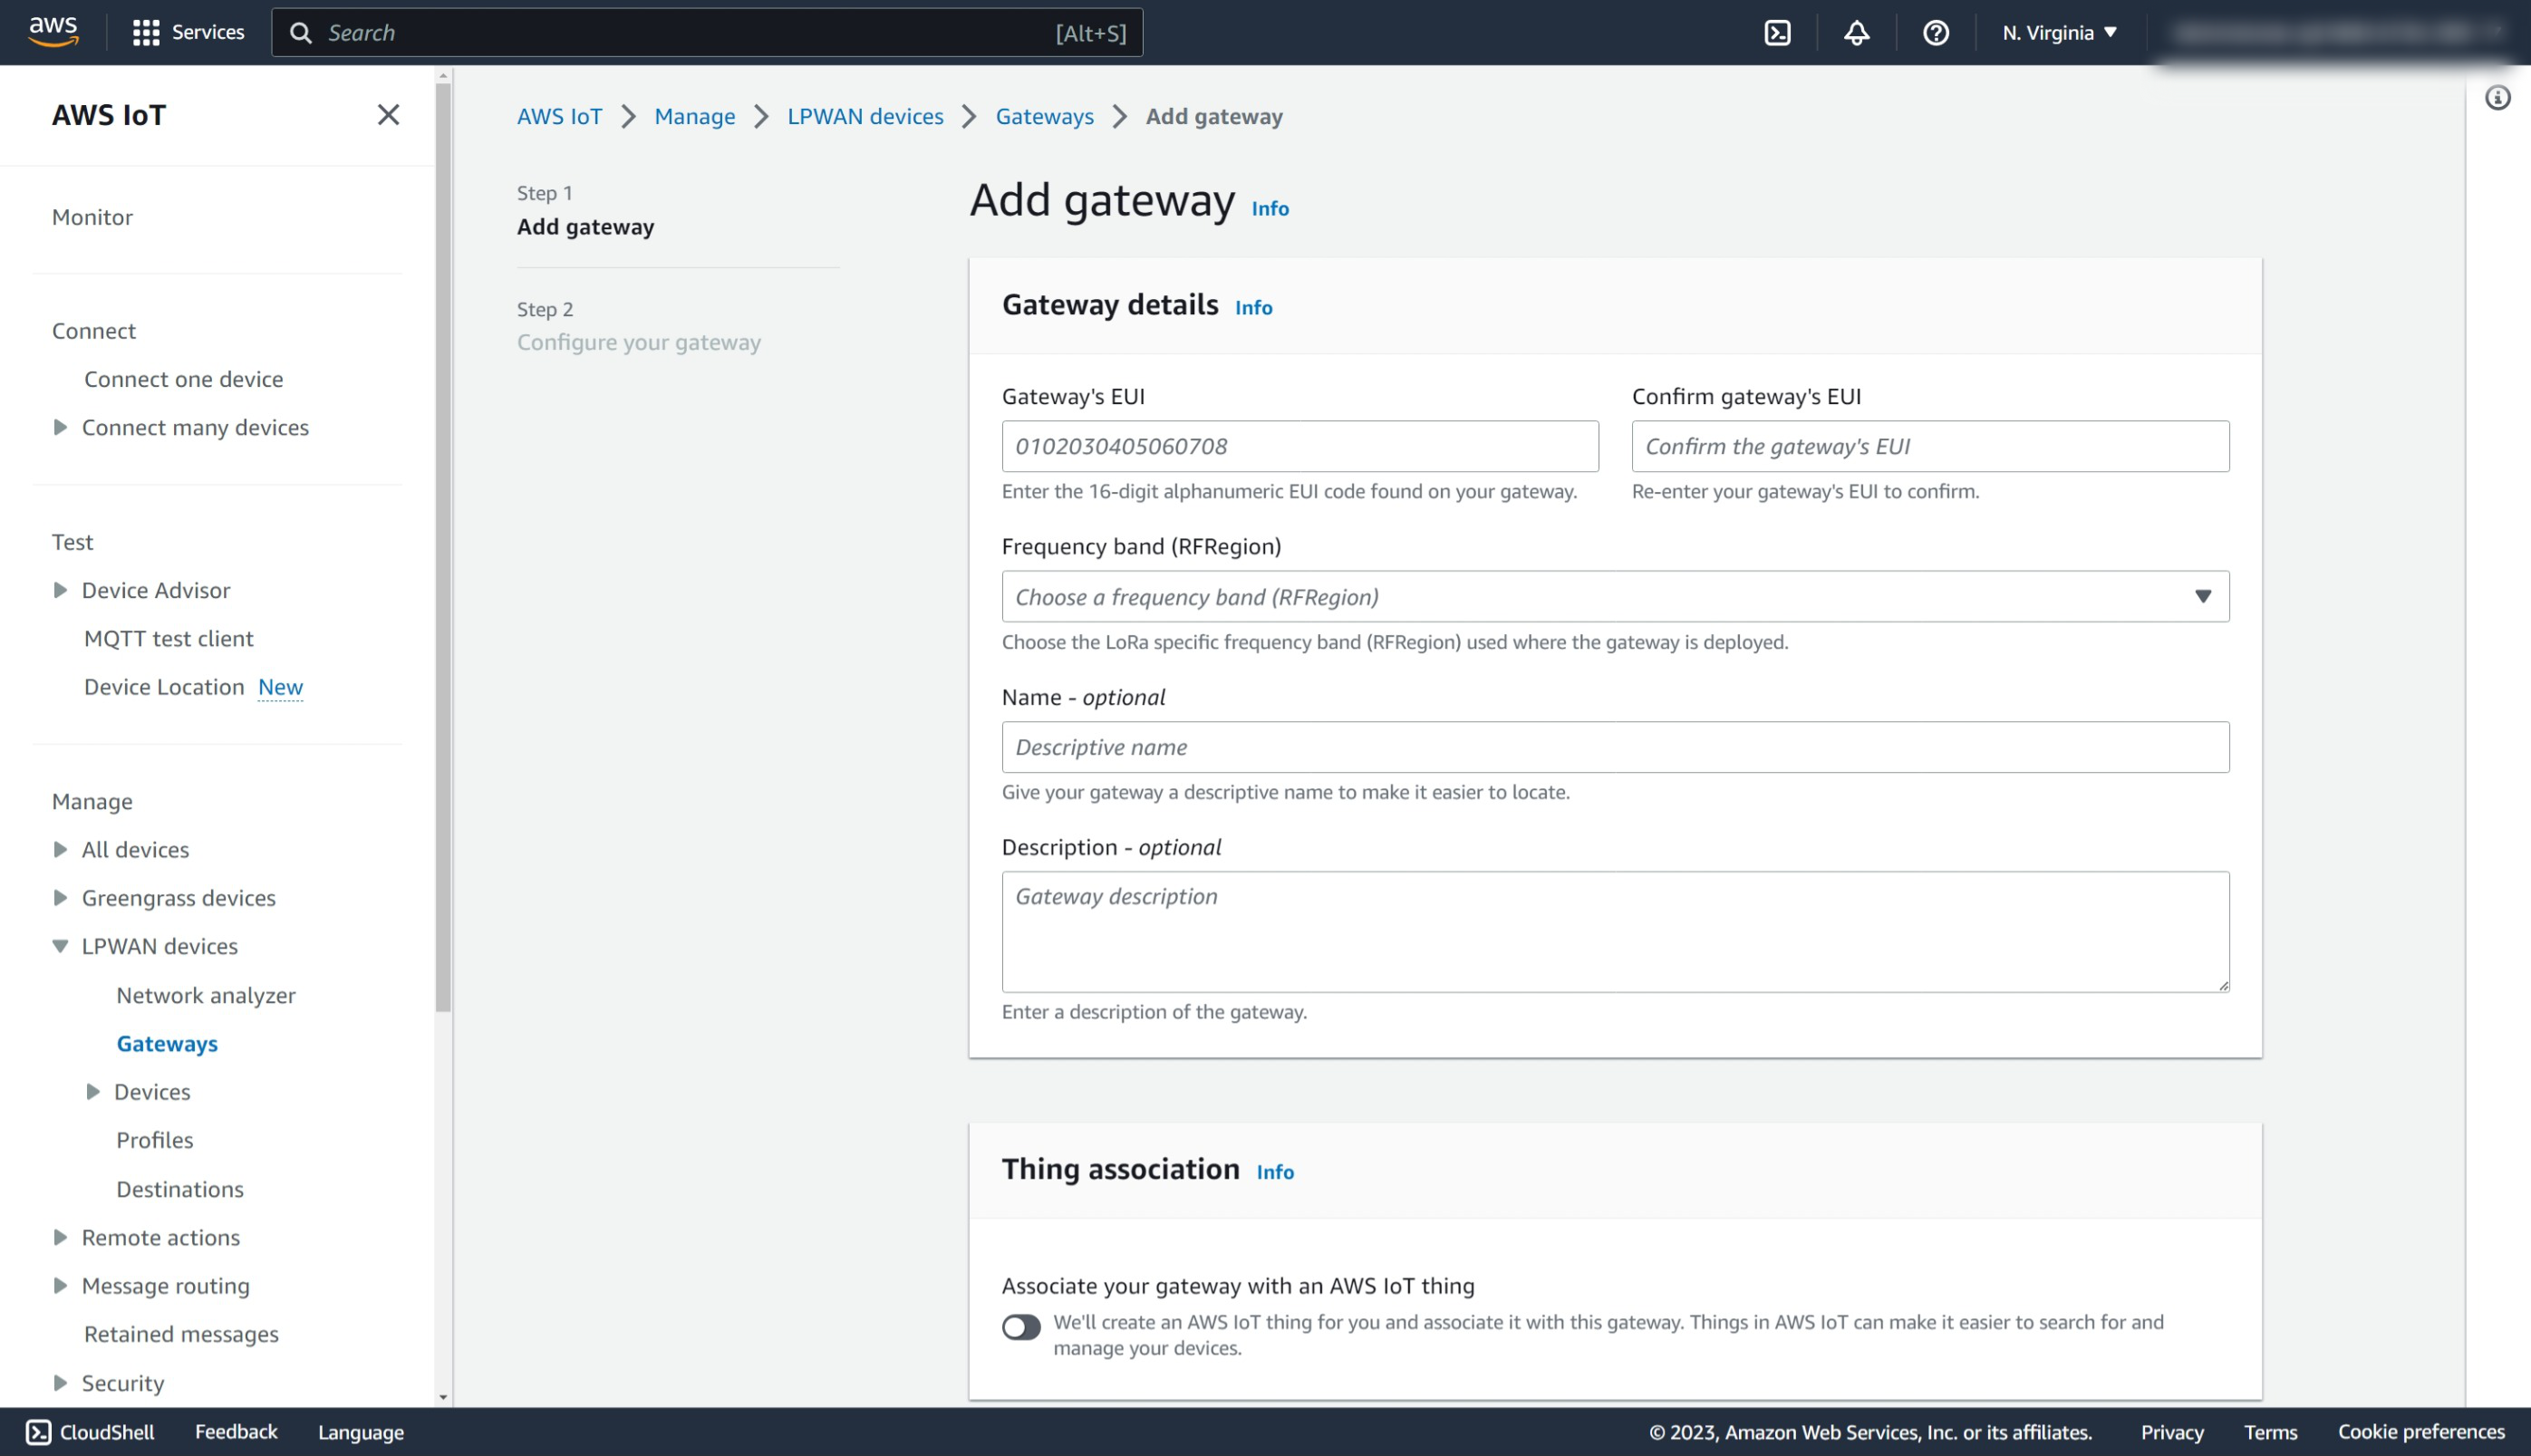 aws
Services
Search
[Alt+S]
N. Virginia
AWS IoT
Monitor
Connect
Connect one device
Connect many devices
Test
Device Advisor
MQTT test client
Device Location New
Manage
All devices
Greengrass devices
LPWAN devices
Network analyzer
Gateways
Devices
Profiles
Destinations
Remote actions
Message routing
Retained messages
Security
AWS IoT > Manage > LPWAN devices > Gateways > Add gateway
Step 1
Add gateway
Step 2
Configure your gateway
Add gateway Info
Gateway details Info
Gateway's EUI
0102030405060708
Enter the 16-digit alphanumeric EUI code found on your gateway.
Confirm gateway's EUI
Confirm the gateway's EUI
Re-enter your gateway's EUI to confirm.
Frequency band (RFRegion)
Choose a frequency band (RFRegion)
Choose the LoRa specific frequency band (RFRegion) used where the gateway is deployed.
Name - optional
Descriptive name
Give your gateway a descriptive name to make it easier to locate.
Description - optional
Gateway description
Enter a description of the gateway.
Thing association Info
Associate your gateway with an AWS IoT thing
We'll create an AWS IoT thing for you and associate it with this gateway. Things in AWS IoT can make it easier to search for and
manage your devices.
CloudShell
Feedback
Language
© 2023, Amazon Web Services, Inc. or its affiliates.
Privacy
Terms
Cookie preferences